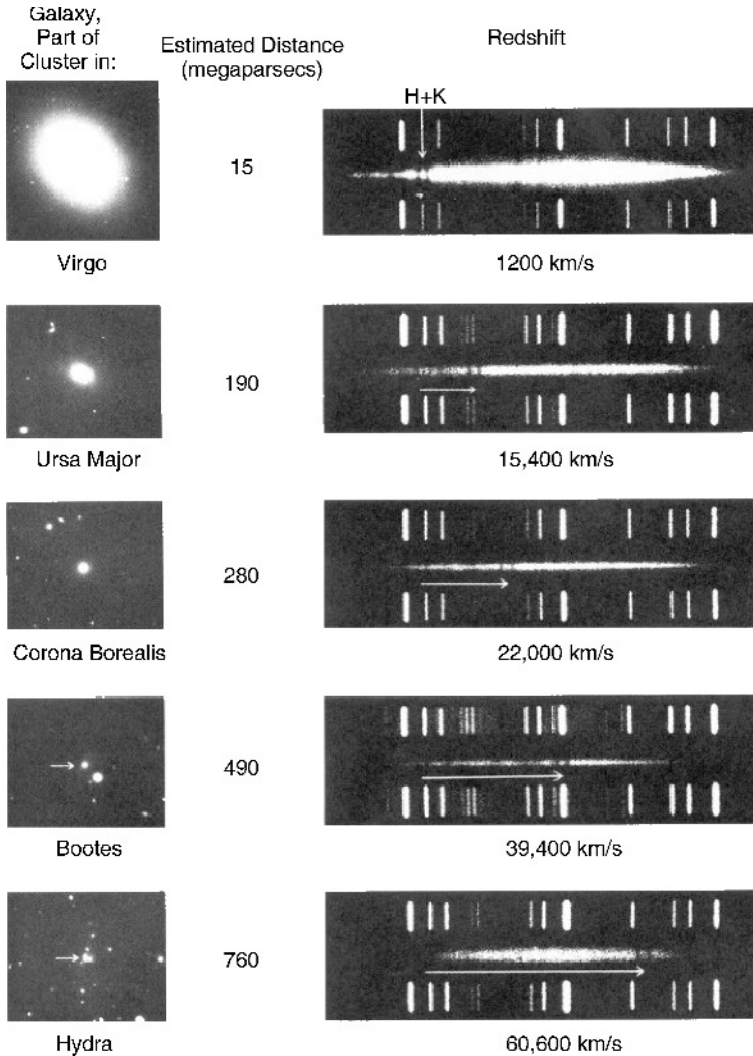 Galaxy,
Part of
Cluster in:
Estimated Distance
(megaparsecs)
Redshift
H+K
15
Virgo
1200 km/s
190
Ursa Major
15,400 km/s
280
Corona Borealis
22,000 km/s
490
Bootes
39,400 km/s
760
Hydra
60,600 km/s